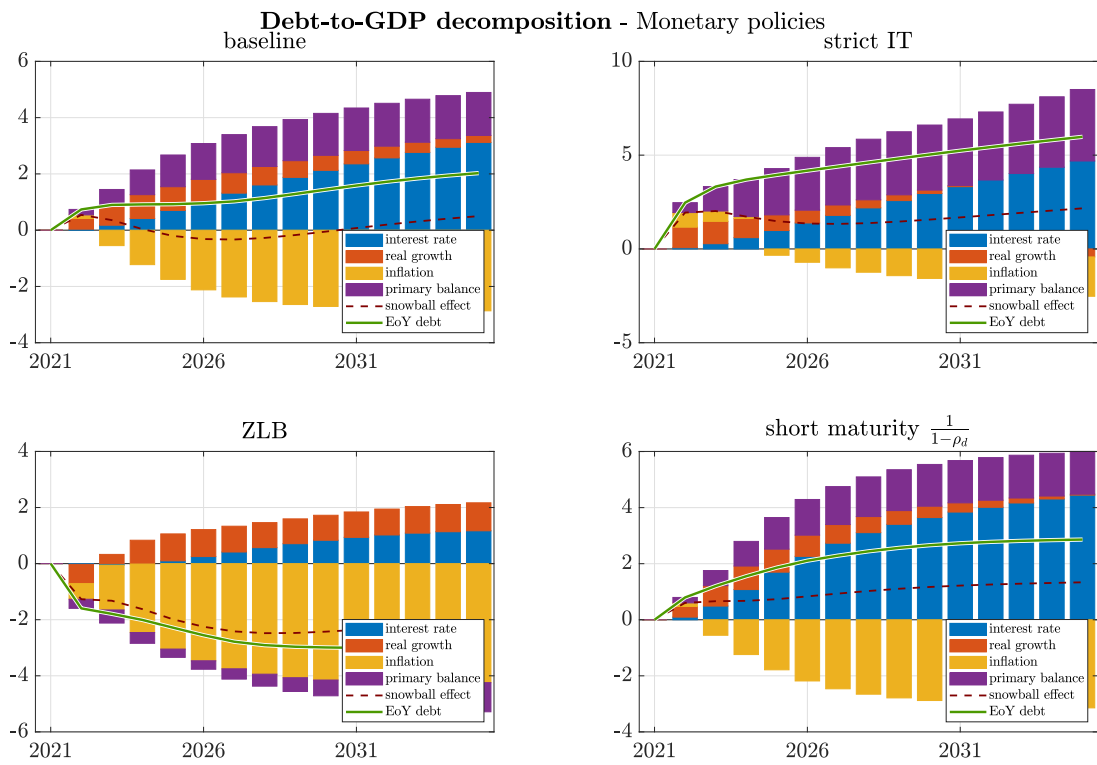 Debt-to-GDP decomposition - Monetary policies
baseline
6
4
2
0
-2
-4
2021
2026
2031
interest rate
real growth
inflation
primary balance
snowball effect
EoY debt
strict IT
10
5
0
-5
2021
2026
2031
interest rate
real growth
inflation
primary balance
snowball effect
EoY debt
ZLB
4
2
0
-2
-4
-6
2021
2026
2031
interest rate
real growth
inflation
primary balance
snowball effect
EoY debt
short maturity \frac{1}{1-\rho_d}
6
4
2
0
-2
-4
2021
2026
2031
interest rate
real growth
inflation
primary balance
snowball effect
EoY debt